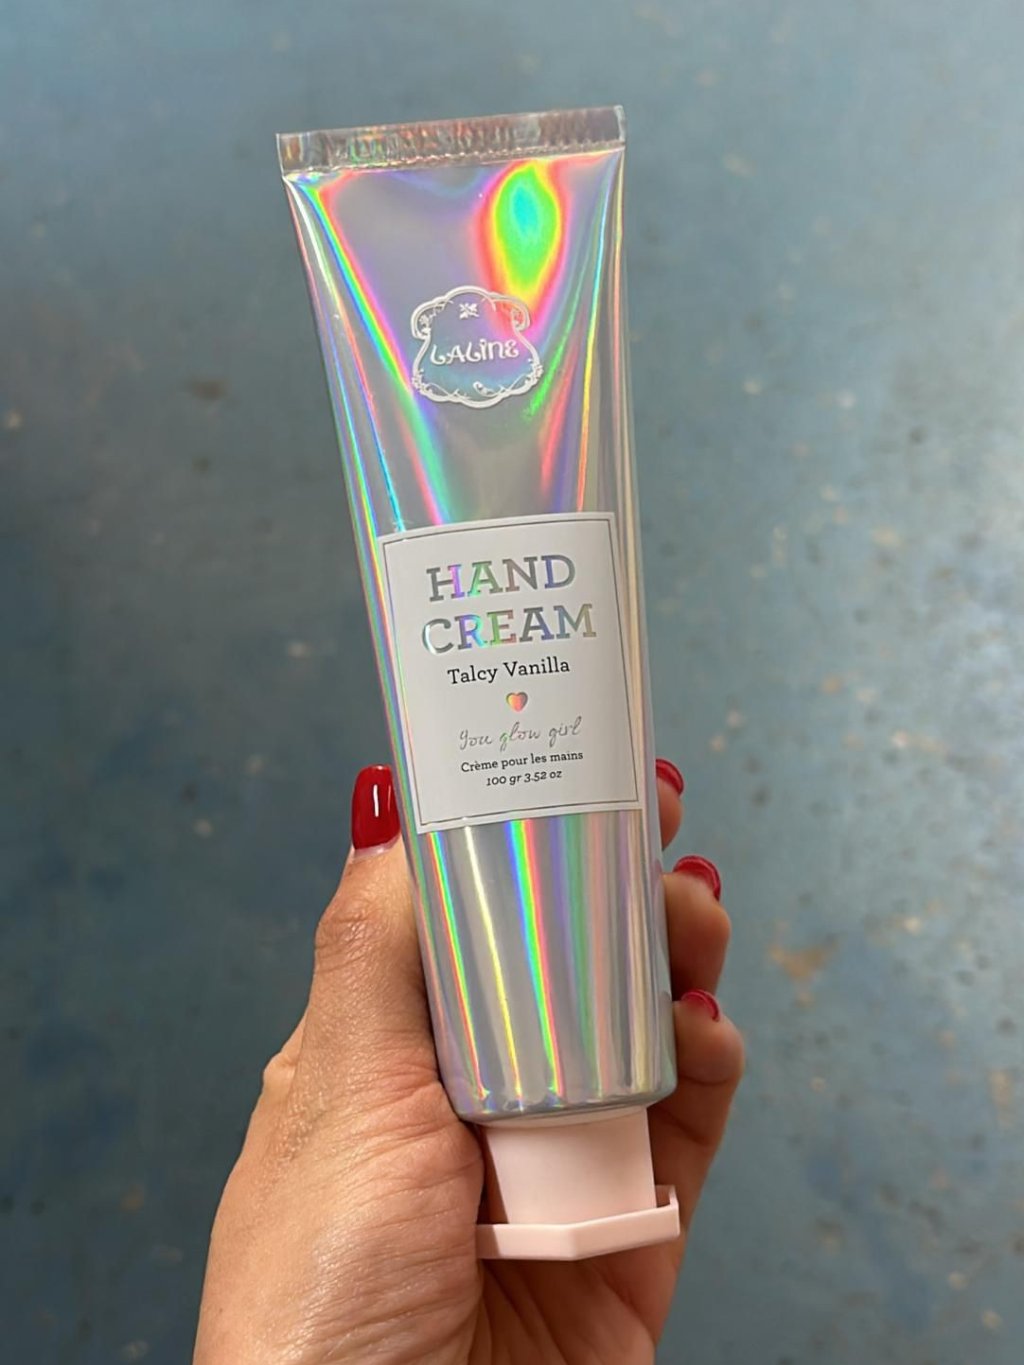 LALINE
HAND
CREAM
Talcy Vanilla
you glow girl
Crème pour les mains
100 gr 3.52 oz